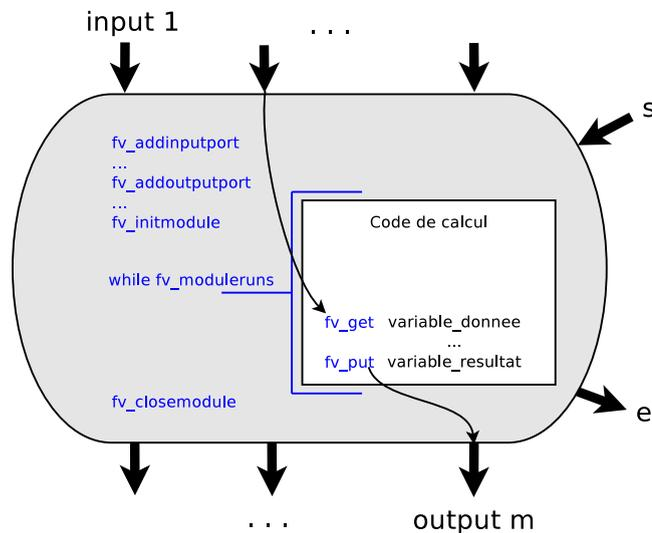 input 1
. . .
s
fv_addinputport
...
fv_addoutputport
...
fv_initmodule
Code de calcul
while fv_moduleruns
fv_get variable_donnee
...
fv_put variable_resultat
fv_closemodule
e
. . .
output m